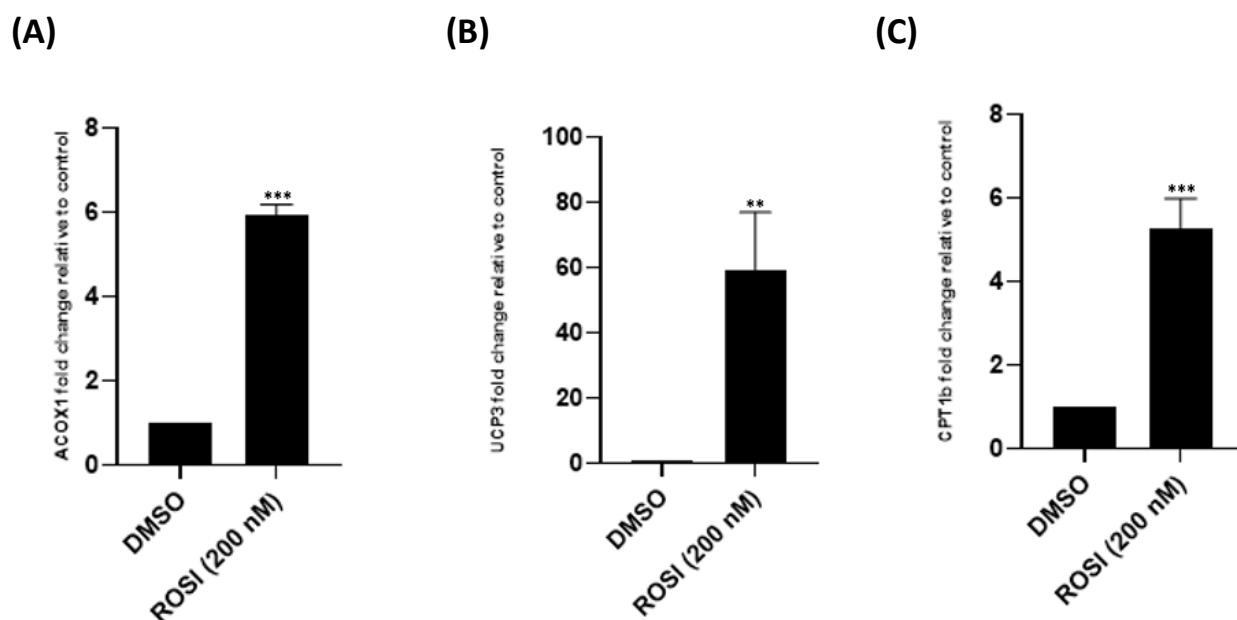 (A)
(B)
(C)
ACOX1 fold change relative to control
8
6
4
2
0
***
DMSO
ROSI (200 nM)
UCP3 fold change relative to control
100
80
60
40
20
0
**
DMSO
ROSI (200 nM)
CPT1b fold change relative to control
8
6
4
2
0
***
DMSO
ROSI (200 nM)